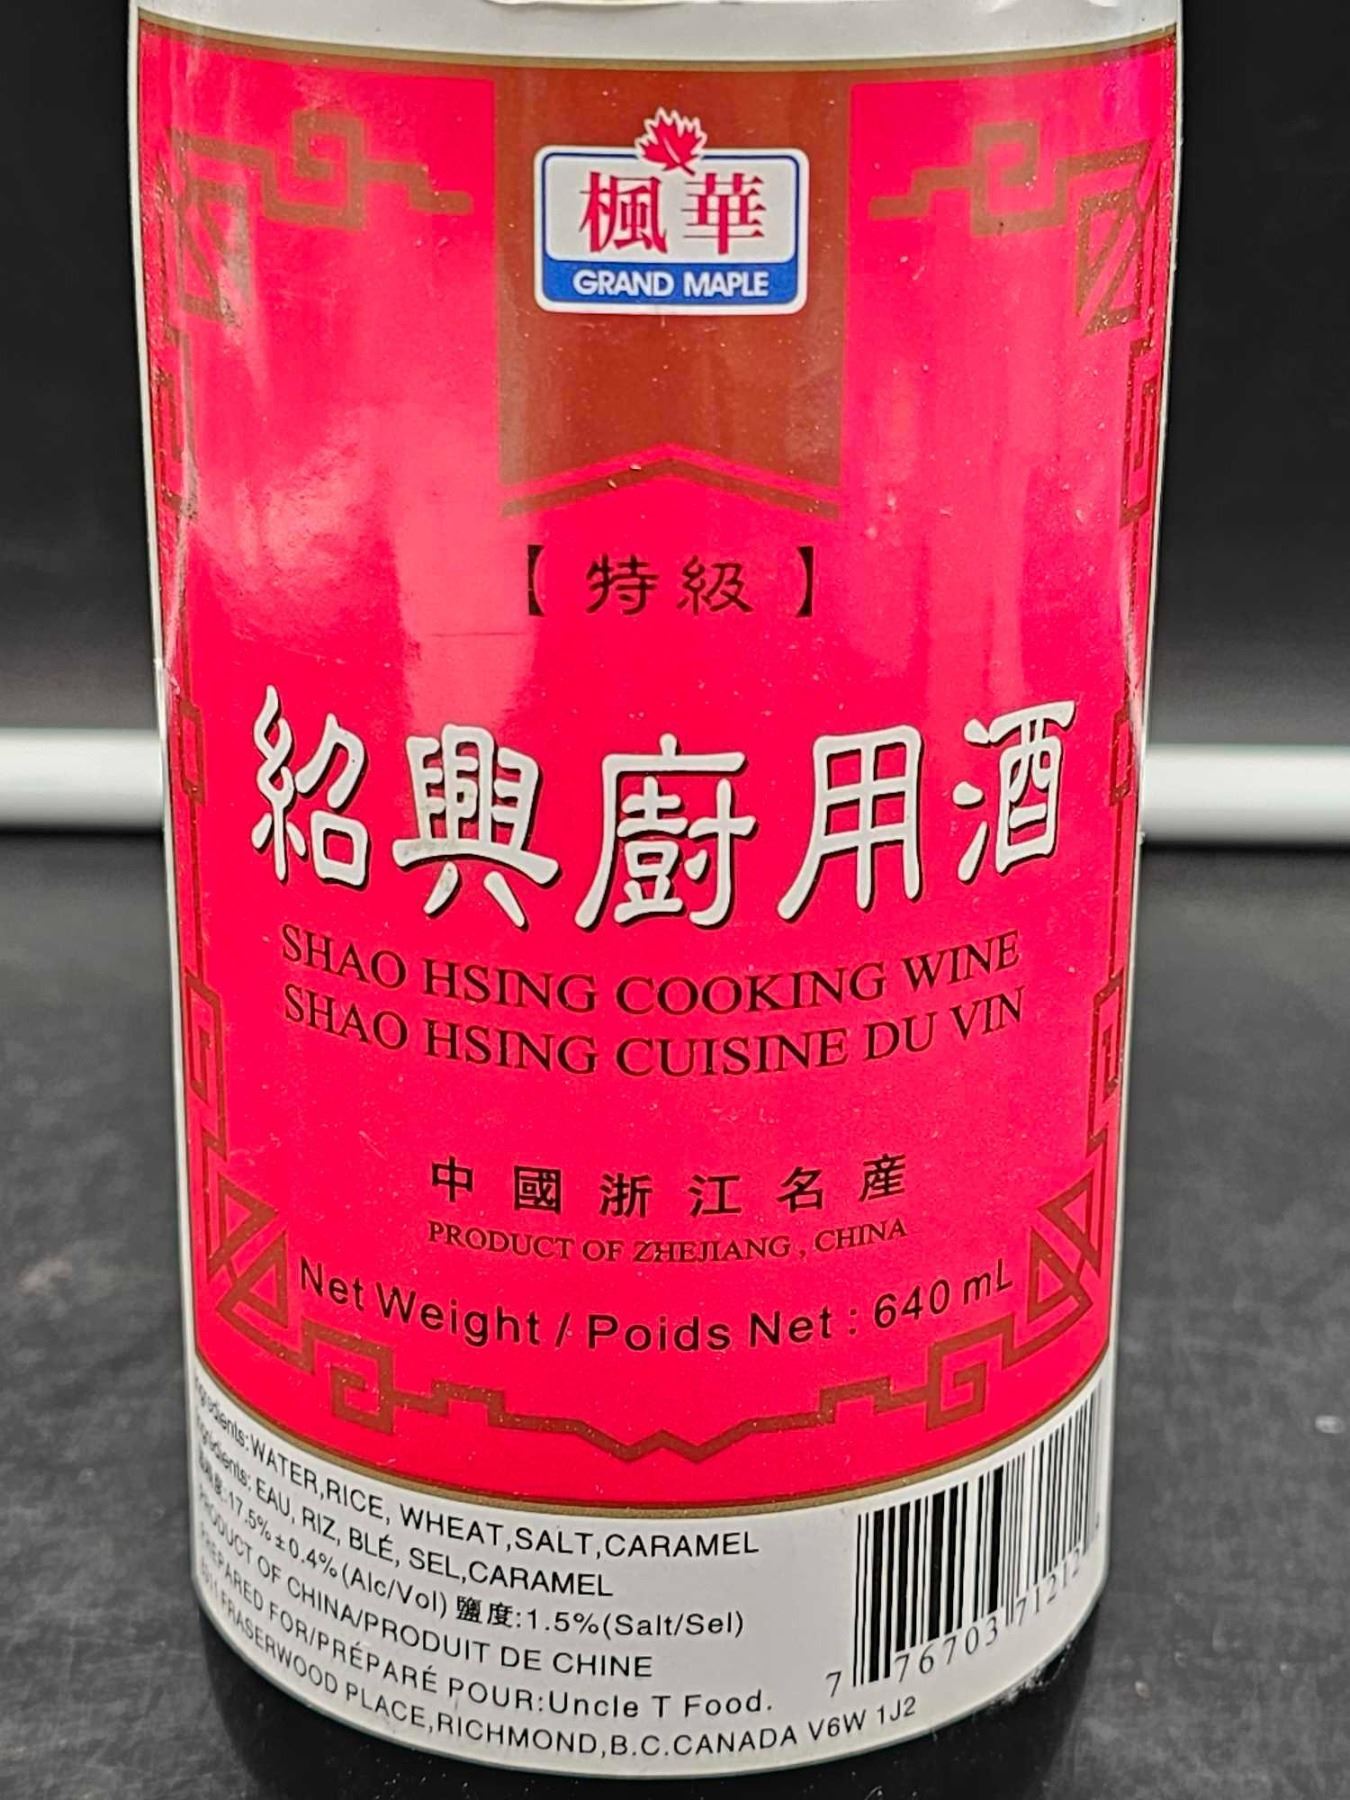 楓華
GRAND MAPLE
【特級】
紹興廚用酒
SHAO HSING COOKING WINE
SHAO HSING CUISINE DU VIN
中國浙江名産
PRODUCT OF ZHEJIANG, CHINA
Net Weight / Poids Net : 640 mL
Ingredients: WATER,RICE, WHEAT,SALT,CARAMEL
Ingrédients: EAU, RIZ, BLÉ, SEL,CARAMEL
17.5%±0.4%(Alc/Vol) 鹽度:1.5%(Salt/Sel)
PRODUCT OF CHINA/PRODUIT DE CHINE
PREPARED FOR/PRÉPARÉ POUR:Uncle T Food.
FRASERWOOD PLACE,RICHMOND,B.C.CANADA V6W 1J2
7 76703 71212